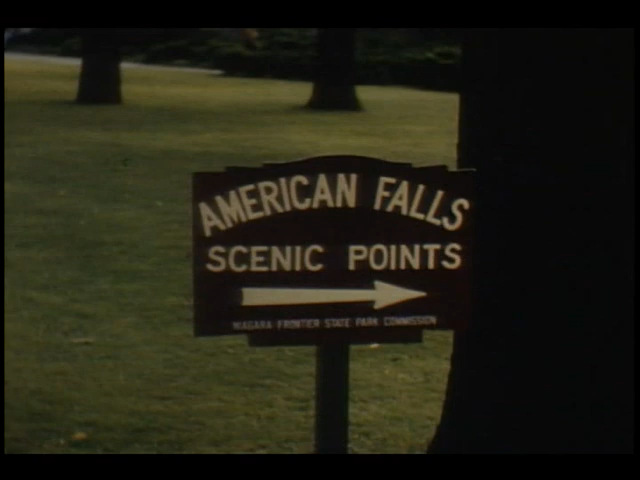 AMERICAN FALLS
SCENIC POINTS
NIAGARA FRONTIER STATE PARK COMMISSION